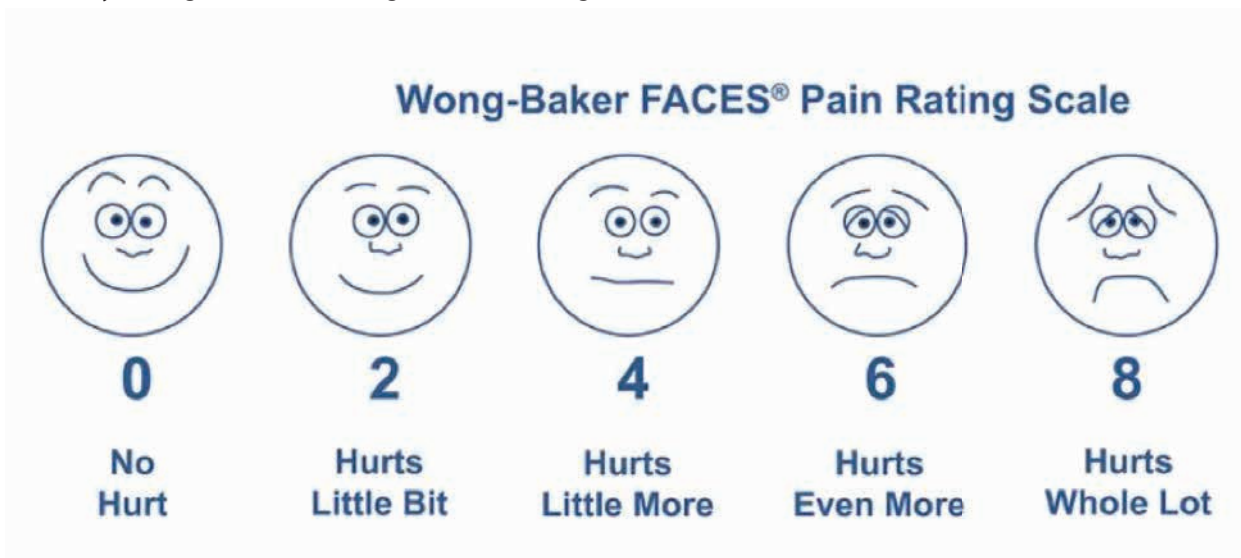 Wong-Baker FACES® Pain Rating Scale
0 2 4 6 8
No Hurts Hurts Hurts Hurts
Hurt Little Bit Little More Even More Whole Lot